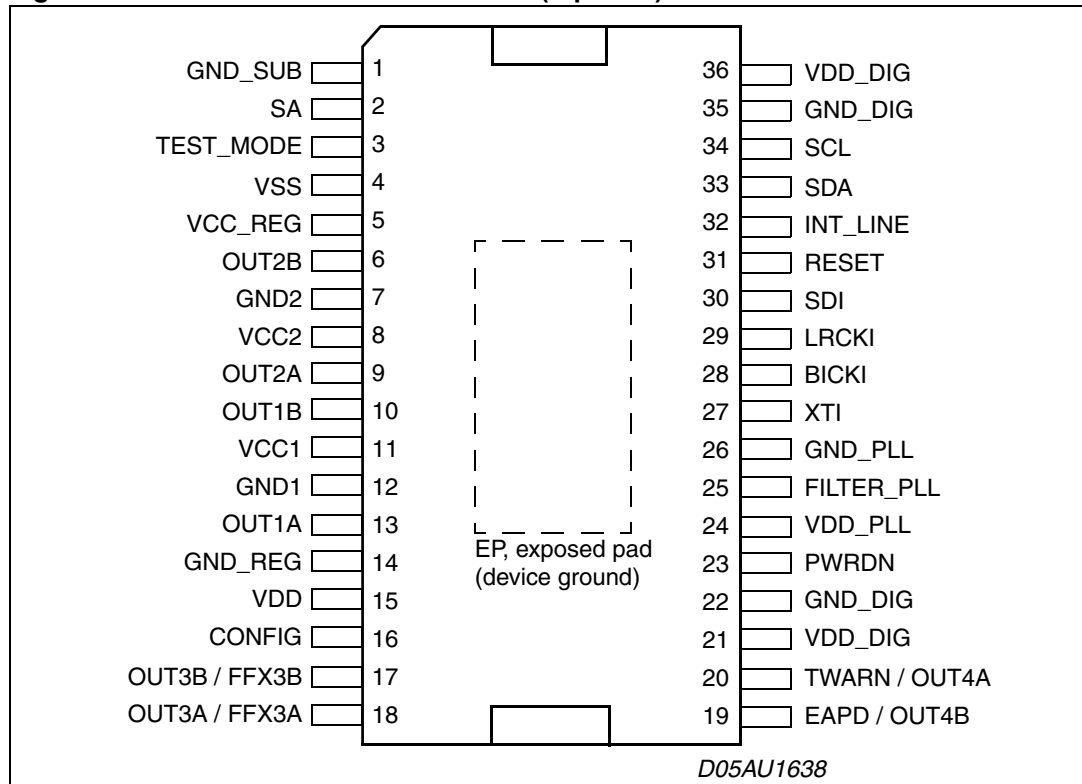 GND_SUB 1 36 VDD_DIG
SA 2 35 GND_DIG
TEST_MODE 3 34 SCL
VSS 4 33 SDA
VCC_REG 5 32 INT_LINE
OUT2B 6 31 RESET
GND2 7 30 SDI
VCC2 8 29 LRCKI
OUT2A 9 28 BICKI
OUT1B 10 27 XTI
VCC1 11 26 GND_PLL
GND1 12 25 FILTER_PLL
OUT1A 13 24 VDD_PLL
EP, exposed pad
(device ground)
GND_REG 14 23 PWRDN
VDD 15 22 GND_DIG
CONFIG 16 21 VDD_DIG
OUT3B / FFX3B 17 20 TWARN / OUT4A
OUT3A / FFX3A 18 19 EAPD / OUT4B
D05AU1638